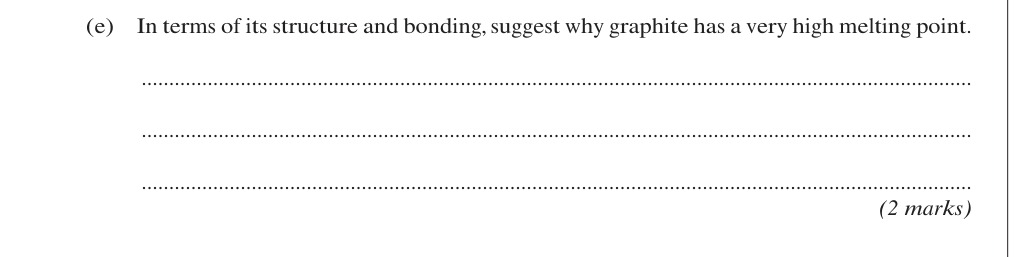 (e) In terms of its structure and bonding, suggest why graphite has a very high melting point.
(2 marks)